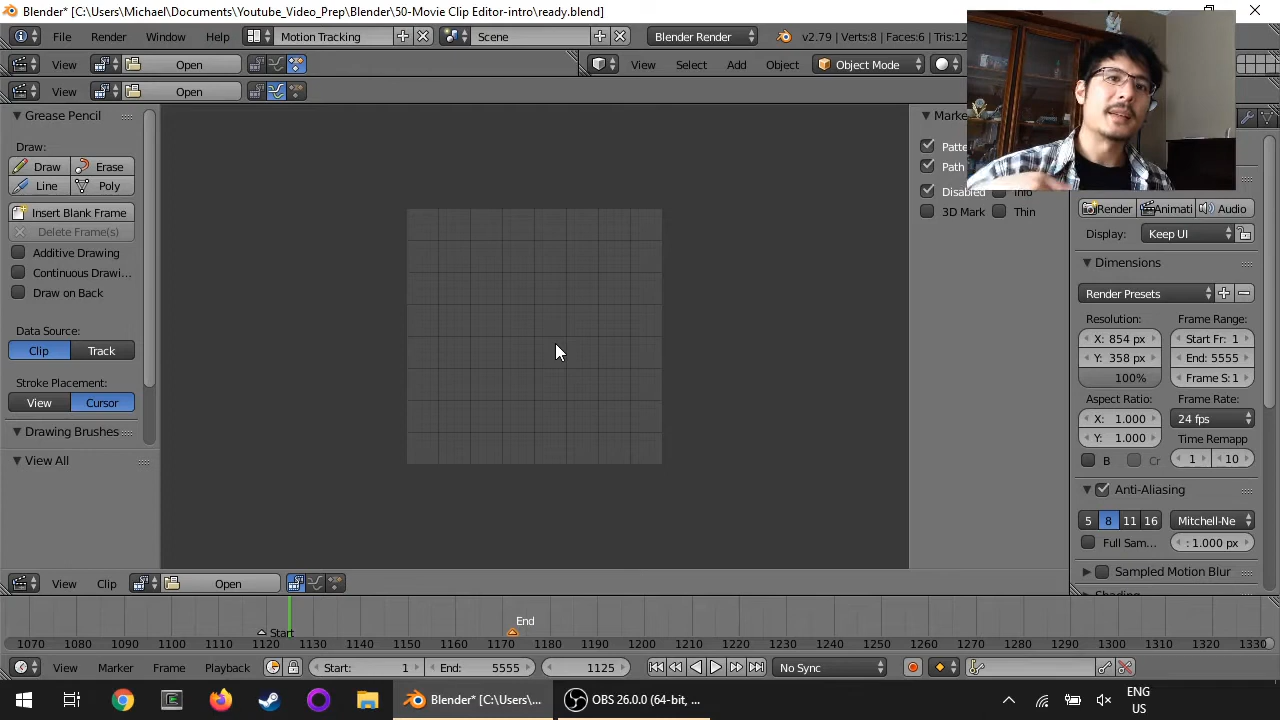 Blender* [C:\Users\Michael\Documents\Youtube_Video_Prep\Blender\50-Movie Clip Editor-intro\ready.blend]
File Render Window Help Motion Tracking Scene Blender Render v2.79 | Verts:8 | Faces:6 | Tris:12
View Open View Select Add Object Object Mode
View Open
Grease Pencil
Draw:
Draw Erase
Line Poly
Insert Blank Frame
Delete Frame(s)
Additive Drawing
Continuous Drawi...
Draw on Back
Data Source:
Clip Track
Stroke Placement:
View Cursor
Drawing Brushes
View All
Path
Disabled Info
3D Mark Thin
Render Animati Audio
Display: Keep UI
Dimensions
Render Presets
Resolution: Frame Range:
X: 854 px Start Fr: 1
Y: 358 px End: 5555
100% Frame S: 1
Aspect Ratio: Frame Rate:
X: 1.000 24 fps
Y: 1.000 Time Remapp
B Cr 1 10
Anti-Aliasing
5 8 11 16 Mitchell-Ne
Full Sam... : 1.000 px
Sampled Motion Blur
View Clip Open
Start End
1070 1080 1090 1100 1110 1120 1130 1140 1150 1160 1170 1180 1190 1200 1210 1220 1230 1240 1250 1260 1270 1280 1290 1300 1310 1320 1330
View Marker Frame Playback Start: 1 End: 5555 1125 No Sync
Blender* [C:\Users\... OBS 26.0.0 (64-bit, ... ENG
US